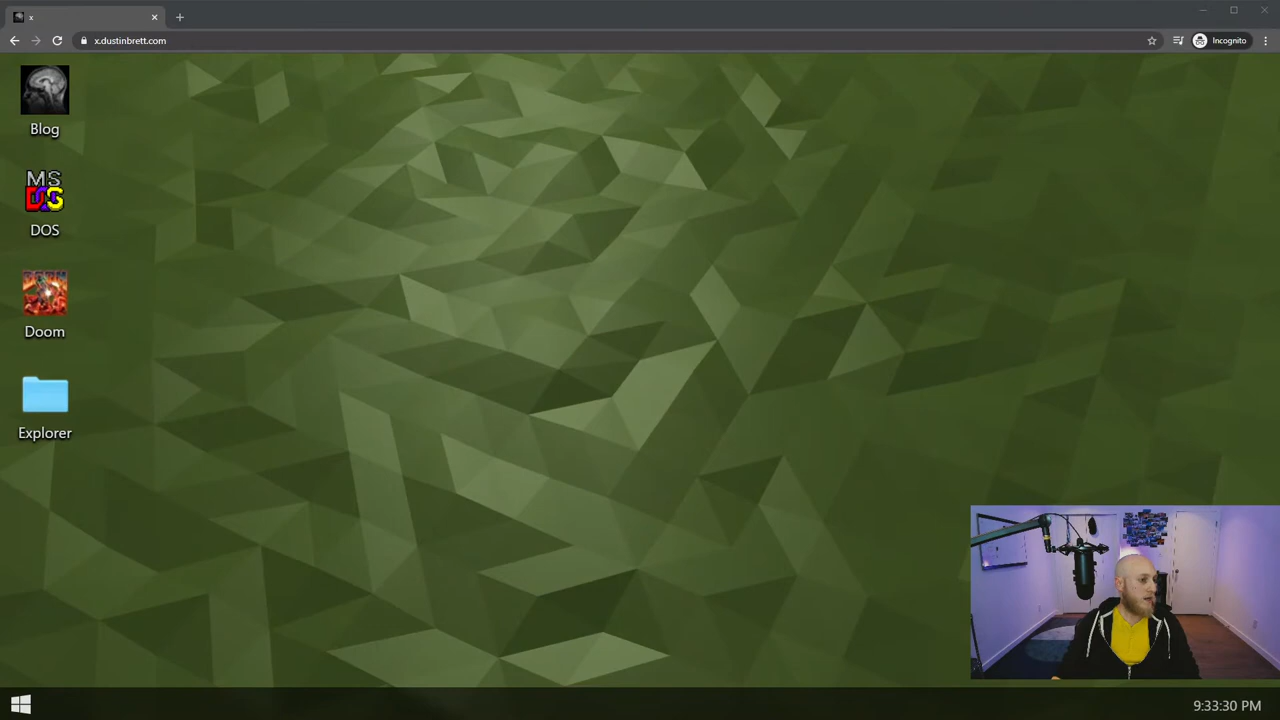 x
x.dustinbrett.com
Incognito
Blog
MS
DOS
DOS
Doom
Explorer
9:33:30 PM